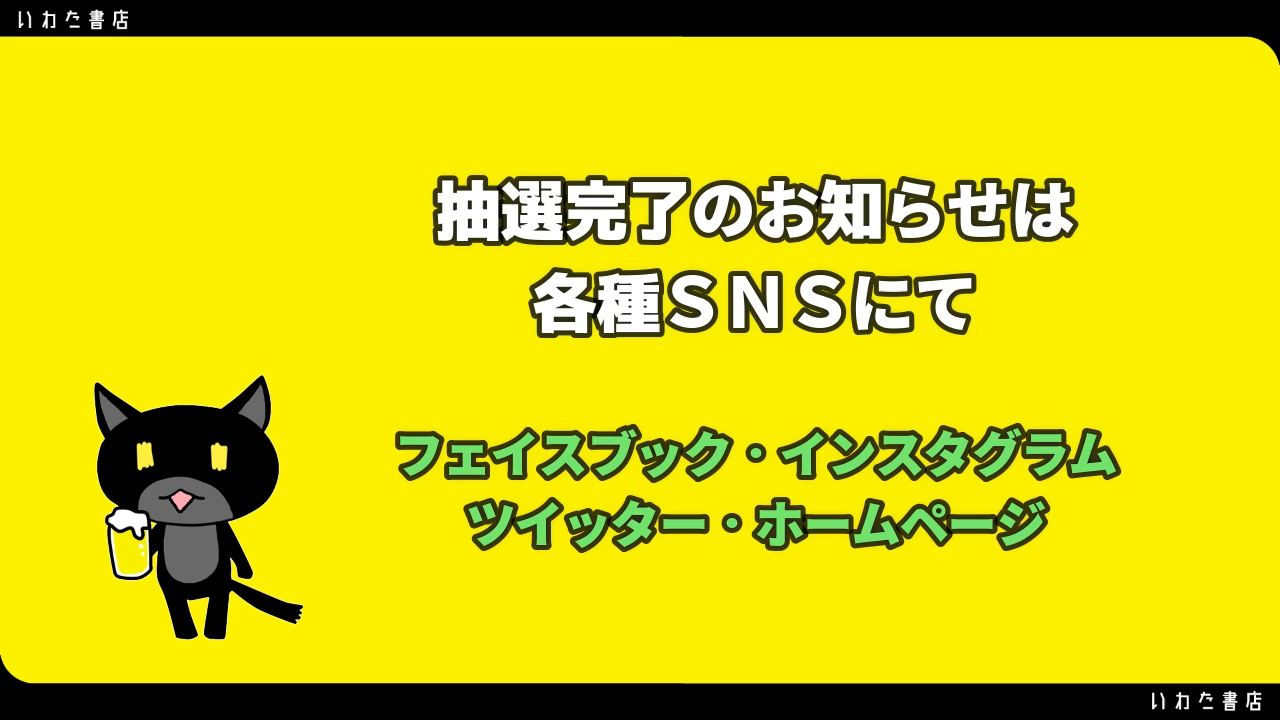 いわた書店
抽選完了のお知らせは
各種ＳＮＳにて
フェイスブック・インスタグラム
ツイッター・ホームページ
いわた書店